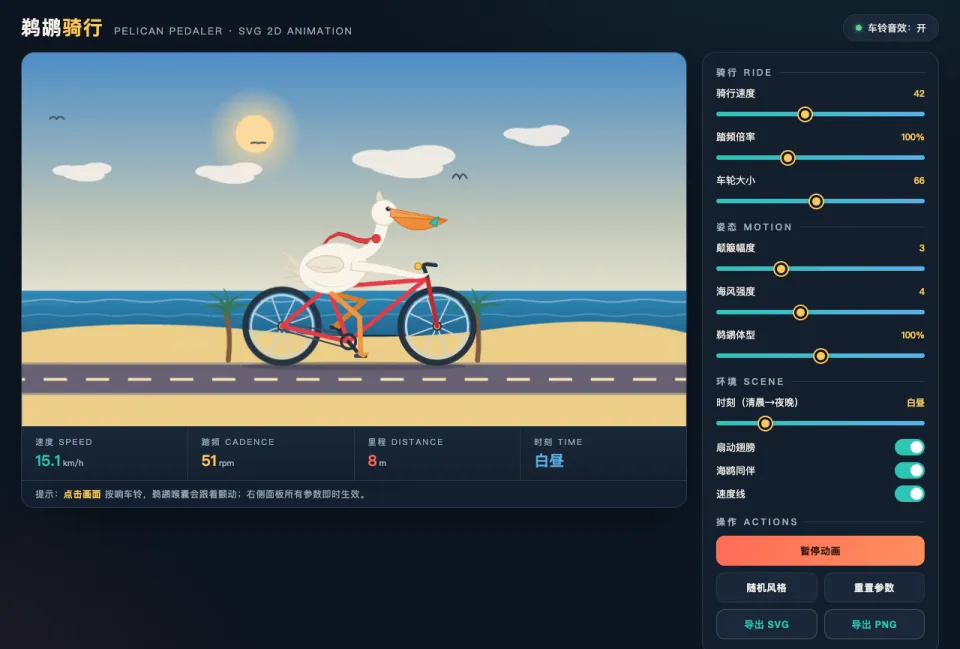 鹈鹕骑行 PELICAN PEDALER · SVG 2D ANIMATION
车铃音效：开
骑行 RIDE
骑行速度 42
踏频倍率 100%
车轮大小 66
姿态 MOTION
颠簸幅度 3
海风强度 4
鹈鹕体型 100%
环境 SCENE
时刻（清晨→夜晚） 白昼
扇动翅膀
海鸥同伴
速度线
操作 ACTIONS
暂停动画
随机风格 重置参数
导出 SVG 导出 PNG
速度 SPEED
15.1 km/h
踏频 CADENCE
51 rpm
里程 DISTANCE
8 m
时刻 TIME
白昼
提示：点击画面 按响车铃，鹈鹕喉囊会跟着颤动；右侧面板所有参数即时生效。